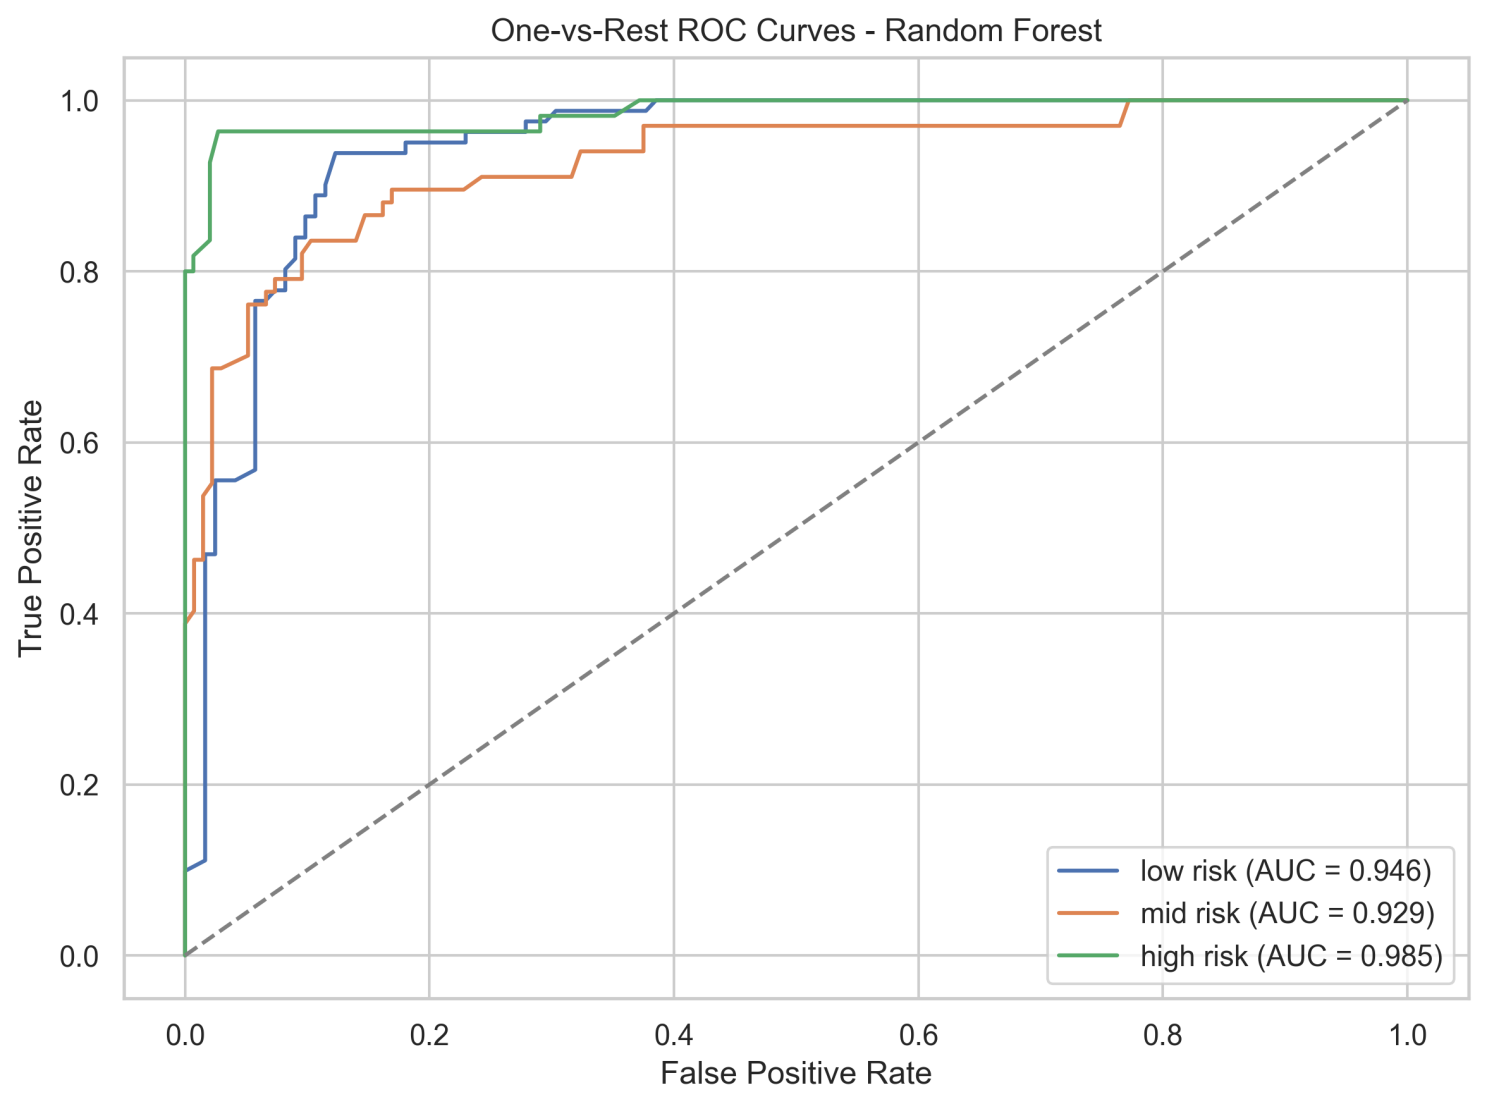 One-vs-Rest ROC Curves - Random Forest
True Positive Rate
1.0
0.8
0.6
0.4
0.2
0.0
low risk (AUC = 0.946)
mid risk (AUC = 0.929)
high risk (AUC = 0.985)
0.0 0.2 0.4 0.6 0.8 1.0
False Positive Rate